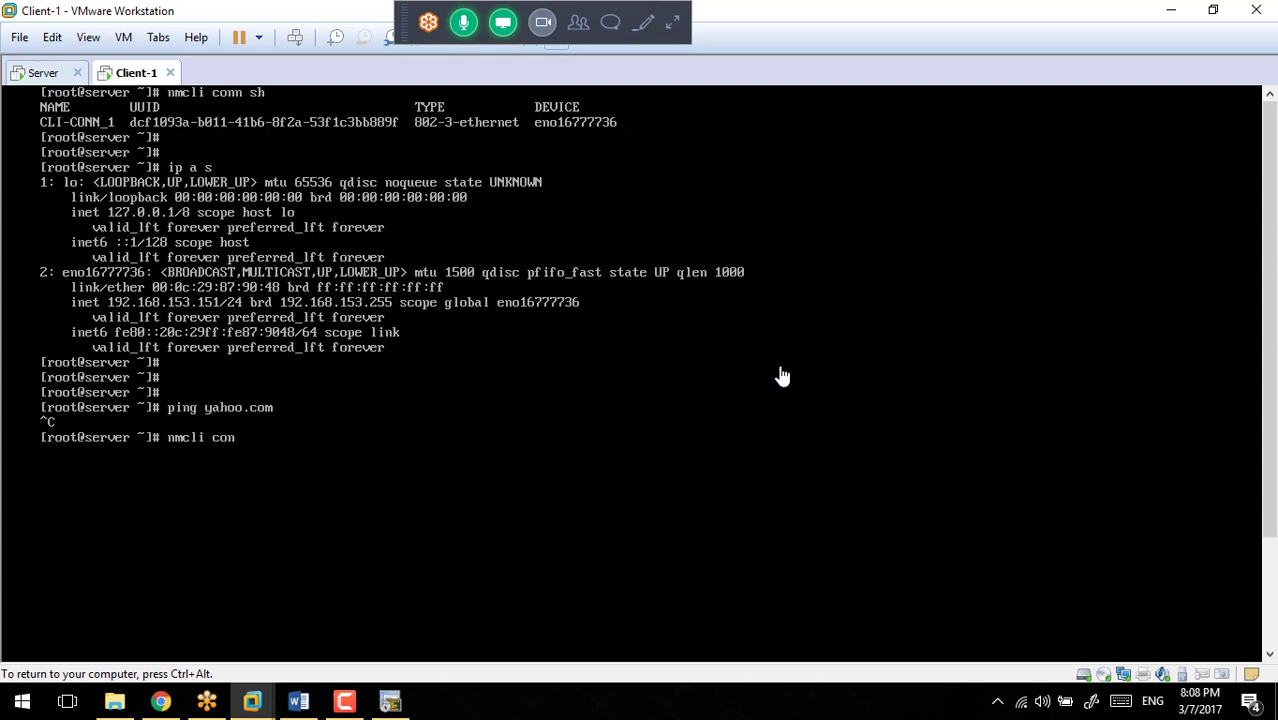 Client-1 - VMware Workstation
File Edit View VM Tabs Help
Server Client-1
[root@server ~]# nmcli conn sh
NAME UUID TYPE DEVICE
CLI-CONN_1 dcf1093a-b011-41b6-8f2a-53f1c3bb889f 802-3-ethernet eno16777736
[root@server ~]#
[root@server ~]#
[root@server ~]# ip a s
1: lo: <LOOPBACK,UP,LOWER_UP> mtu 65536 qdisc noqueue state UNKNOWN
link/loopback 00:00:00:00:00:00 brd 00:00:00:00:00:00
inet 127.0.0.1/8 scope host lo
valid_lft forever preferred_lft forever
inet6 ::1/128 scope host
valid_lft forever preferred_lft forever
2: eno16777736: <BROADCAST,MULTICAST,UP,LOWER_UP> mtu 1500 qdisc pfifo_fast state UP qlen 1000
link/ether 00:0c:29:87:90:48 brd ff:ff:ff:ff:ff:ff
inet 192.168.153.151/24 brd 192.168.153.255 scope global eno16777736
valid_lft forever preferred_lft forever
inet6 fe80::20c:29ff:fe87:9048/64 scope link
valid_lft forever preferred_lft forever
[root@server ~]#
[root@server ~]#
[root@server ~]#
[root@server ~]# ping yahoo.com
^C
[root@server ~]# nmcli con
To return to your computer, press Ctrl+Alt.
ENG
8:08 PM
3/7/2017
4